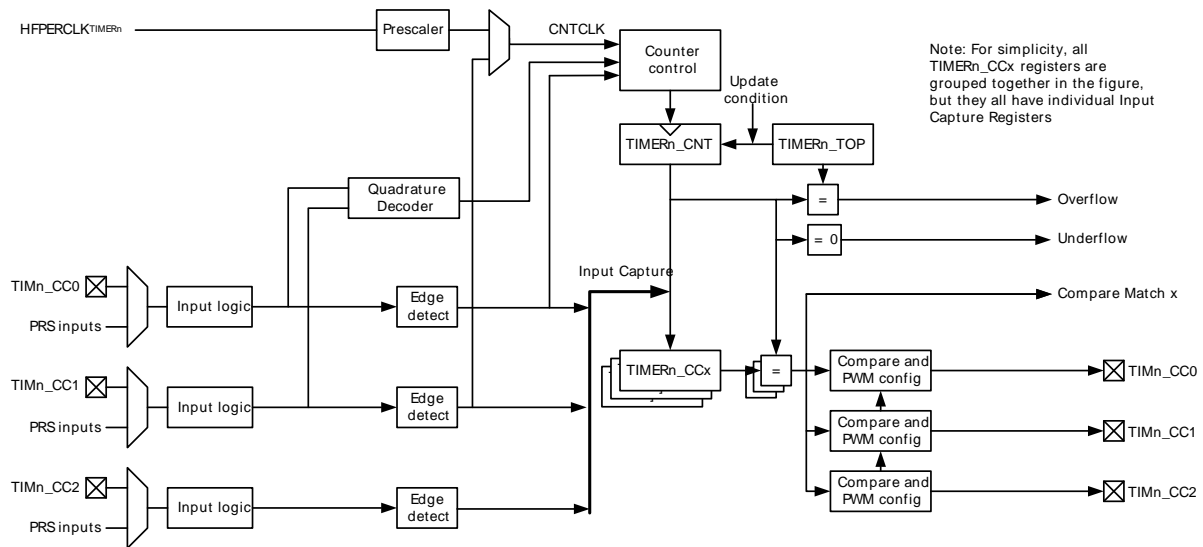 HFPERCLKTIMERn
Prescaler
CNTCLK
Counter
control
Note: For simplicity, all
TIMERn_CCx registers are
grouped together in the figure,
but they all have individual Input
Capture Registers
Update
condition
TIMERn_CNT
TIMERn_TOP
Quadrature
Decoder
=
Overflow
= 0
Underflow
Input Capture
TIMn_CC0
PRS inputs
Input logic
Edge
detect
Compare Match x
TIMERn_CCx
=
Compare and
PWM config
TIMn_CC0
TIMn_CC1
PRS inputs
Input logic
Edge
detect
Compare and
PWM config
TIMn_CC1
TIMn_CC2
PRS inputs
Input logic
Edge
detect
Compare and
PWM config
TIMn_CC2